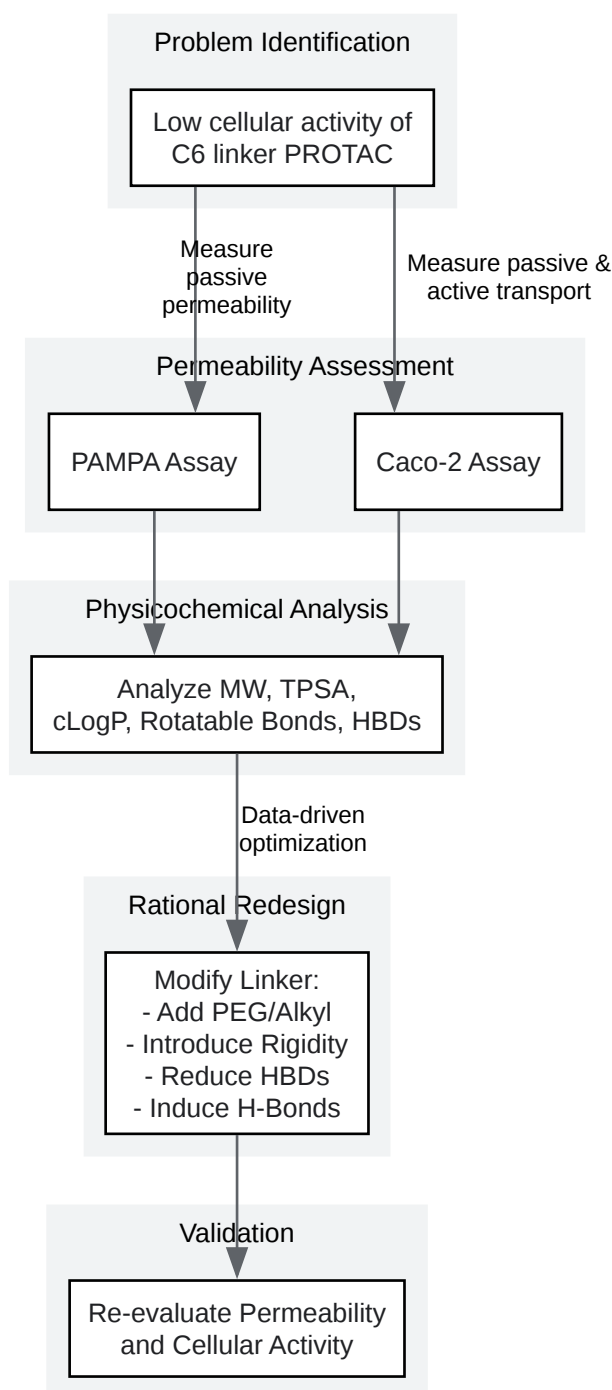 Problem Identification
Low cellular activity of
C6 linker PROTAC
Measure
passive
permeability
Measure passive &
active transport
Permeability Assessment
PAMPA Assay
Caco-2 Assay
Physicochemical Analysis
Analyze MW, TPSA,
cLogP, Rotatable Bonds, HBDs
Data-driven
optimization
Rational Redesign
Modify Linker:
- Add PEG/Alkyl
- Introduce Rigidity
- Reduce HBDs
- Induce H-Bonds
Validation
Re-evaluate Permeability
and Cellular Activity